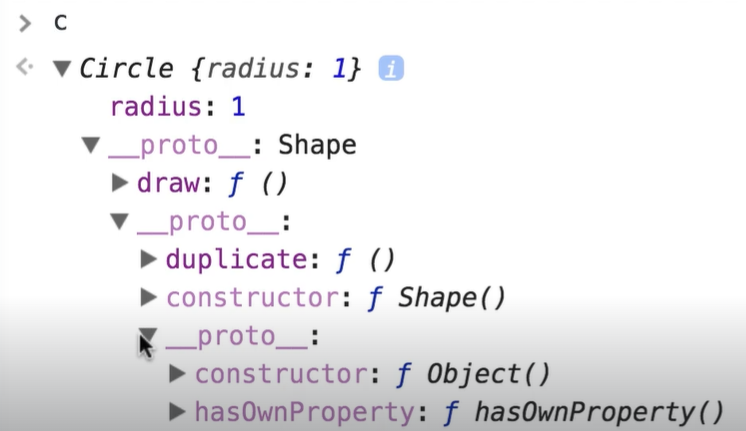 > c
Circle {radius: 1} i
radius: 1
__proto__: Shape
draw: ƒ ()
__proto__:
duplicate: ƒ ()
constructor: ƒ Shape()
__proto__:
constructor: ƒ Object()
hasOwnProperty: ƒ hasOwnProperty()